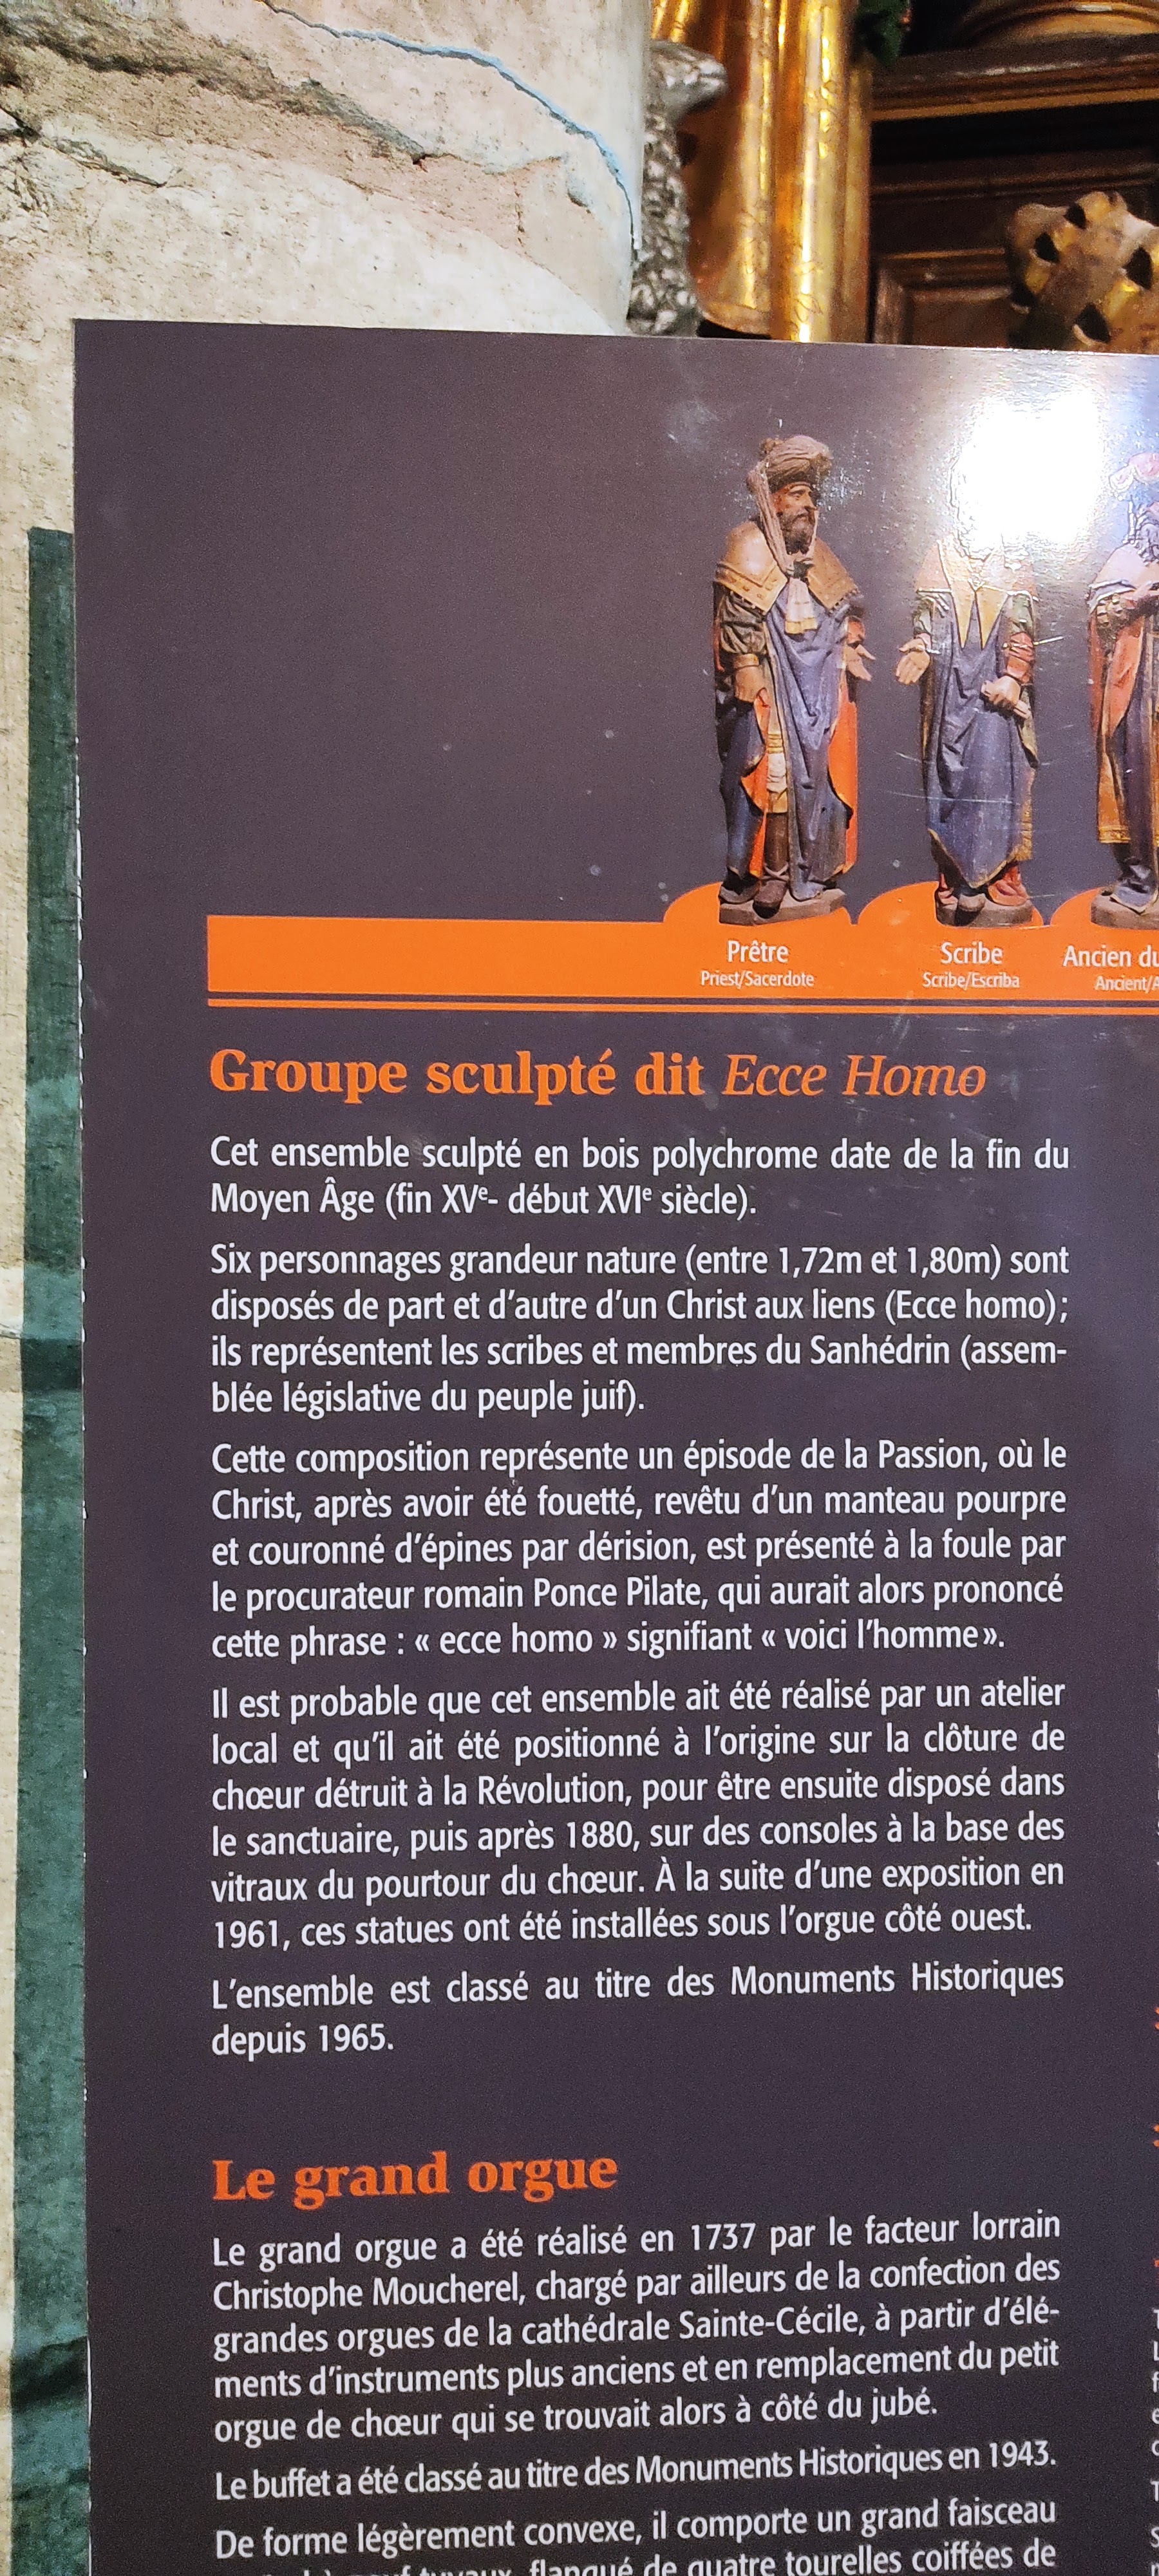 Prêtre
Priest/Sacerdote
Scribe
Scribe/Escriba
Ancien du
Ancient/A
Groupe sculpté dit Ecce Homo
Cet ensemble sculpté en bois polychrome date de la fin du
Moyen Âge (fin XVe- début XVIe siècle).
Six personnages grandeur nature (entre 1,72m et 1,80m) sont
disposés de part et d'autre d'un Christ aux liens (Ecce homo);
ils représentent les scribes et membres du Sanhédrin (assem-
blée législative du peuple juif).
Cette composition représente un épisode de la Passion, où le
Christ, après avoir été fouetté, revêtu d'un manteau pourpre
et couronné d'épines par dérision, est présenté à la foule par
le procurateur romain Ponce Pilate, qui aurait alors prononcé
cette phrase : « ecce homo » signifiant « voici l'homme».
Il est probable que cet ensemble ait été réalisé par un atelier
local et qu'il ait été positionné à l'origine sur la clôture de
chœur détruit à la Révolution, pour être ensuite disposé dans
le sanctuaire, puis après 1880, sur des consoles à la base des
vitraux du pourtour du chœur. À la suite d'une exposition en
1961, ces statues ont été installées sous l'orgue côté ouest.
L'ensemble est classé au titre des Monuments Historiques
depuis 1965.
Le grand orgue
Le grand orgue a été réalisé en 1737 par le facteur lorrain
Christophe Moucherel, chargé par ailleurs de la confection des
grandes orgues de la cathédrale Sainte-Cécile, à partir d'élé-
ments d'instruments plus anciens et en remplacement du petit
orgue de chœur qui se trouvait alors à côté du jubé.
Le buffet a été classé au titre des Monuments Historiques en 1943.
De forme légèrement convexe, il comporte un grand faisceau
tuyaux, flanqué de quatre tourelles coiffées de